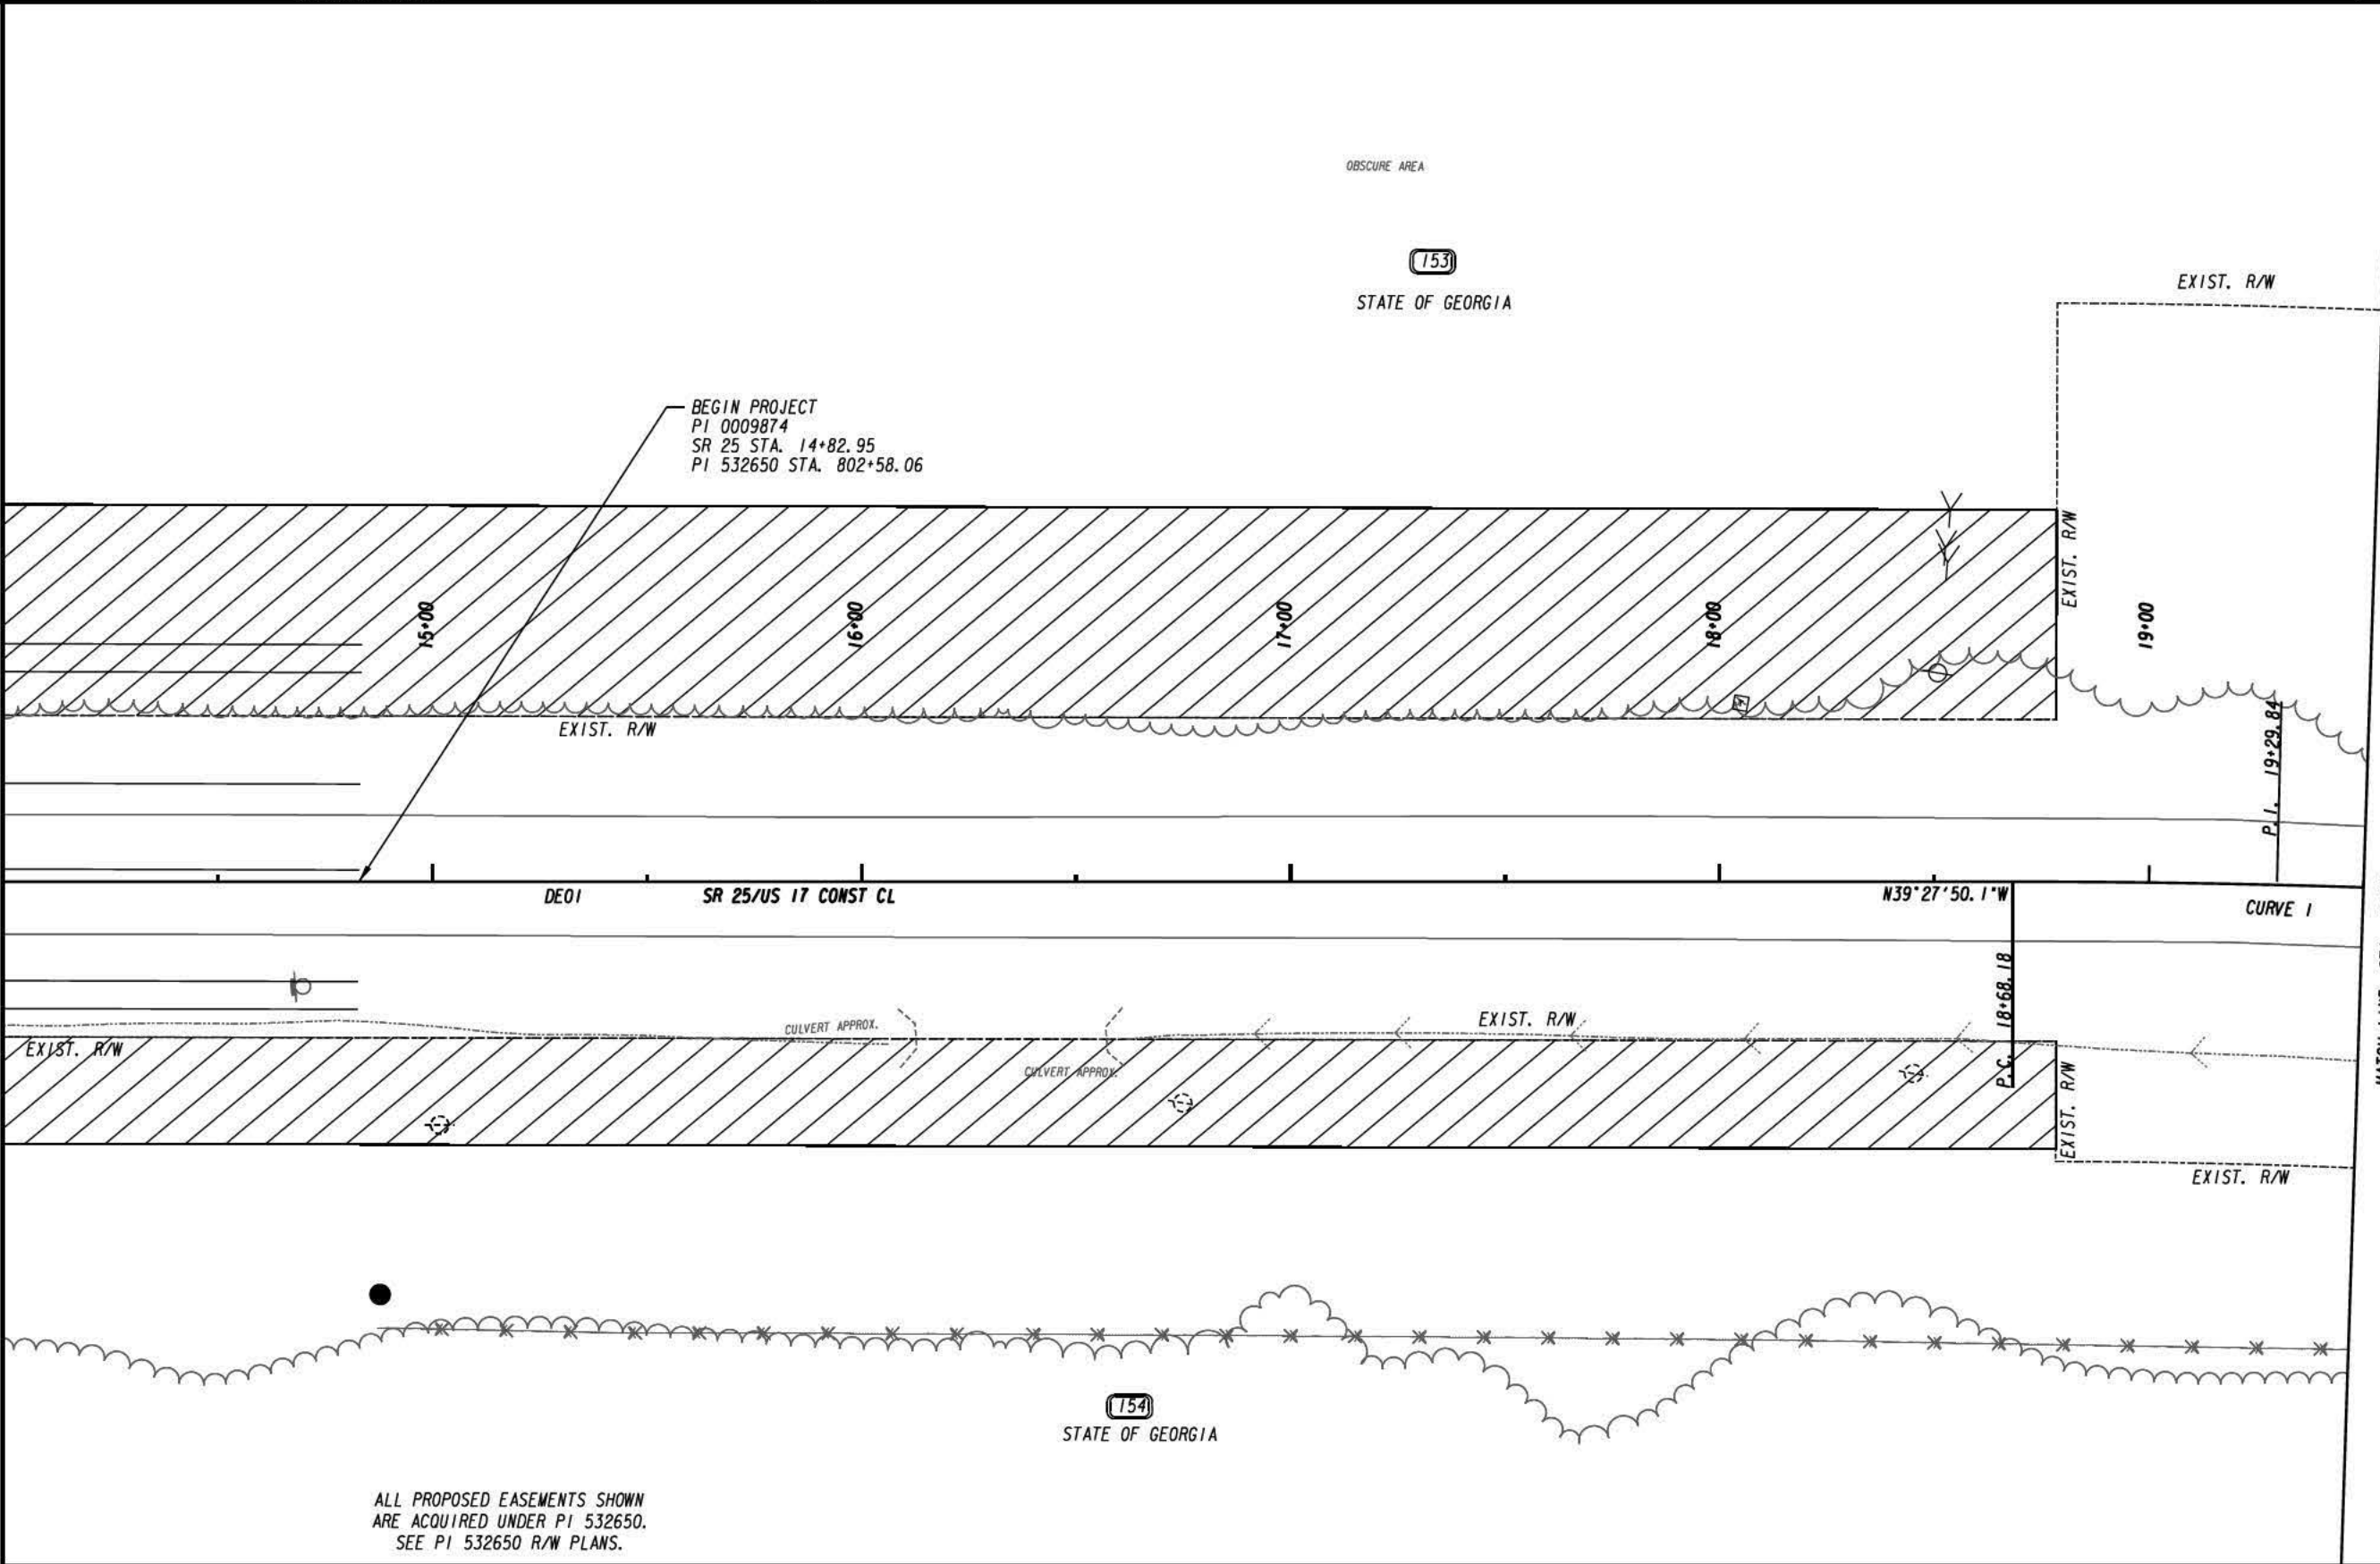 OBSCURE AREA
153
STATE OF GEORGIA
EXIST. R/W
BEGIN PROJECT
PI 0009874
SR 25 STA. 14+82.95
PI 532650 STA. 802+58.06
EXIST. R/W
15+00
16+00
17+00
18+00
19+00
EXIST. R/W
P.I. 19+29.84
DE01
SR 25/US 17 CONST CL
N39°27'50.1"W
CURVE 1
P.C. 18+68.18
CULVERT APPROX.
EXIST. R/W
EXIST. R/W
CULVERT APPROX.
EXIST. R/W
EXIST. R/W
154
STATE OF GEORGIA
ALL PROPOSED EASEMENTS SHOWN
ARE ACQUIRED UNDER PI 532650.
SEE PI 532650 R/W PLANS.